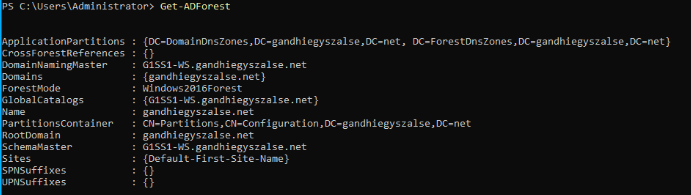 PS C:\Users\Administrator> Get-ADForest
ApplicationPartitions : {DC=DomainDnsZones,DC=gandhiegyszalse,DC=net, DC=ForestDnsZones,DC=gandhiegyszalse,DC=net}
CrossForestReferences : {}
DomainNamingMaster : G1SS1-WS.gandhiegyszalse.net
Domains : {gandhiegyszalse.net}
ForestMode : Windows2016Forest
GlobalCatalogs : {G1SS1-WS.gandhiegyszalse.net}
Name : gandhiegyszalse.net
PartitionsContainer : CN=Partitions,CN=Configuration,DC=gandhiegyszalse,DC=net
RootDomain : gandhiegyszalse.net
SchemaMaster : G1SS1-WS.gandhiegyszalse.net
Sites : {Default-First-Site-Name}
SPNSuffixes : {}
UPNSuffixes : {}